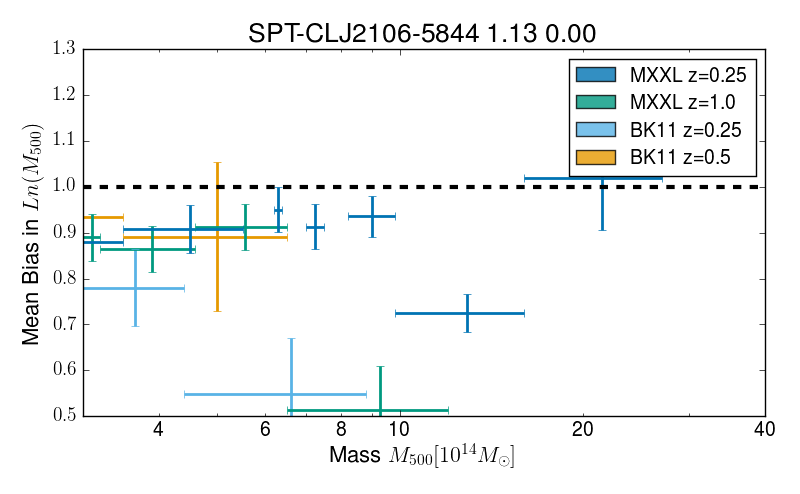 SPT-CLJ2106-5844 1.13 0.00
1.3
1.2
1.1
1.0
0.9
0.8
0.7
0.6
0.5
Mean Bias in Ln(M500)
MXXL z=0.25
MXXL z=1.0
BK11 z=0.25
BK11 z=0.5
4 6 8 10 20 40
Mass M500[10^14 M⊙]